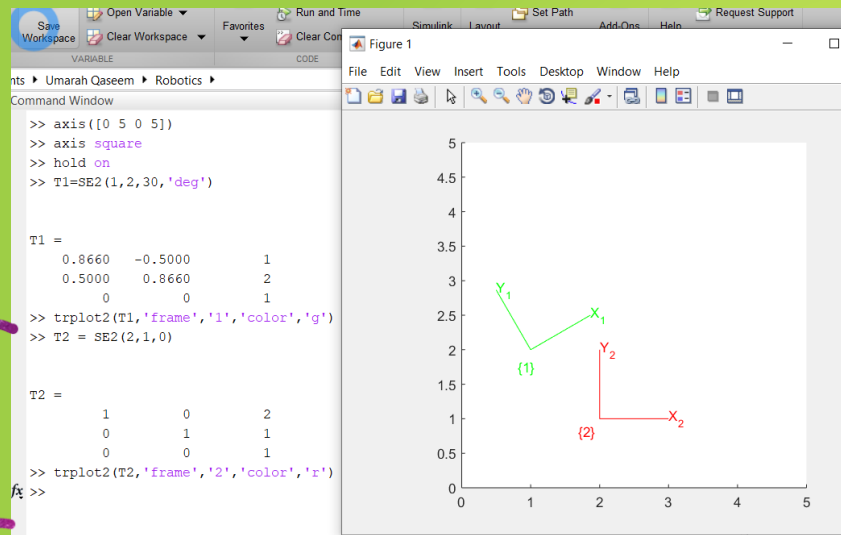 Open Variable
Save
Workspace
Clear Workspace
VARIABLE
Favorites
Run and Time
Clear Com
CODE
Simulink
Layout
Set Path
Add-Ons
Help
Request Support
nts ▸ Umarah Qaseem ▸ Robotics ▸
Command Window
>> axis([0 5 0 5])
>> axis square
>> hold on
>> T1=SE2(1,2,30,'deg')
T1 =
0.8660 -0.5000 1
0.5000 0.8660 2
0 0 1
>> trplot2(T1,'frame','1','color','g')
>> T2 = SE2(2,1,0)
T2 =
1 0 2
0 1 1
0 0 1
>> trplot2(T2,'frame','2','color','r')
fx >>
Figure 1
File Edit View Insert Tools Desktop Window Help
5
4.5
4
3.5
3
2.5
2
1.5
1
0.5
0
0 1 2 3 4 5
Y1
X1
{1}
Y2
X2
{2}